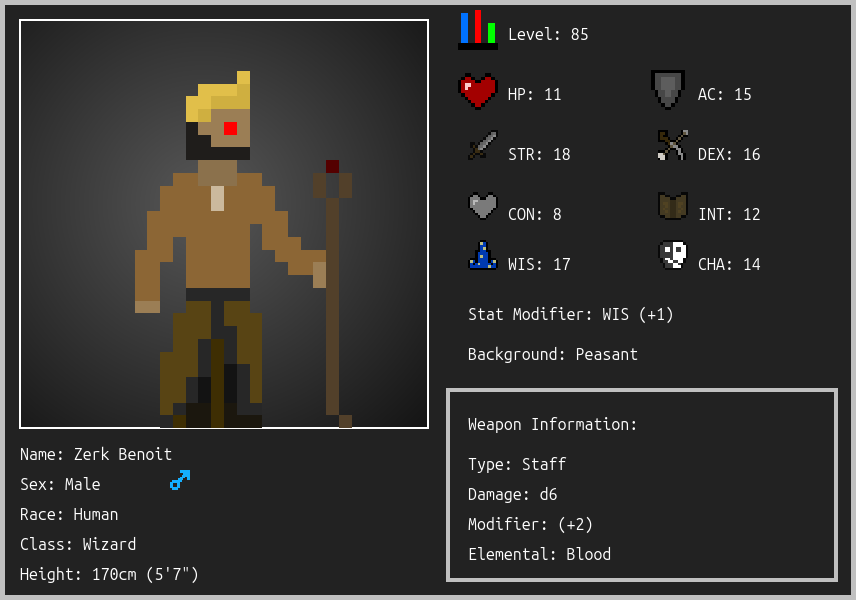 Level: 85
HP: 11
AC: 15
STR: 18
DEX: 16
CON: 8
INT: 12
WIS: 17
CHA: 14
Stat Modifier: WIS (+1)
Background: Peasant
Weapon Information:
Type: Staff
Damage: d6
Modifier: (+2)
Elemental: Blood
Name: Zerk Benoit
Sex: Male
Race: Human
Class: Wizard
Height: 170cm (5'7")